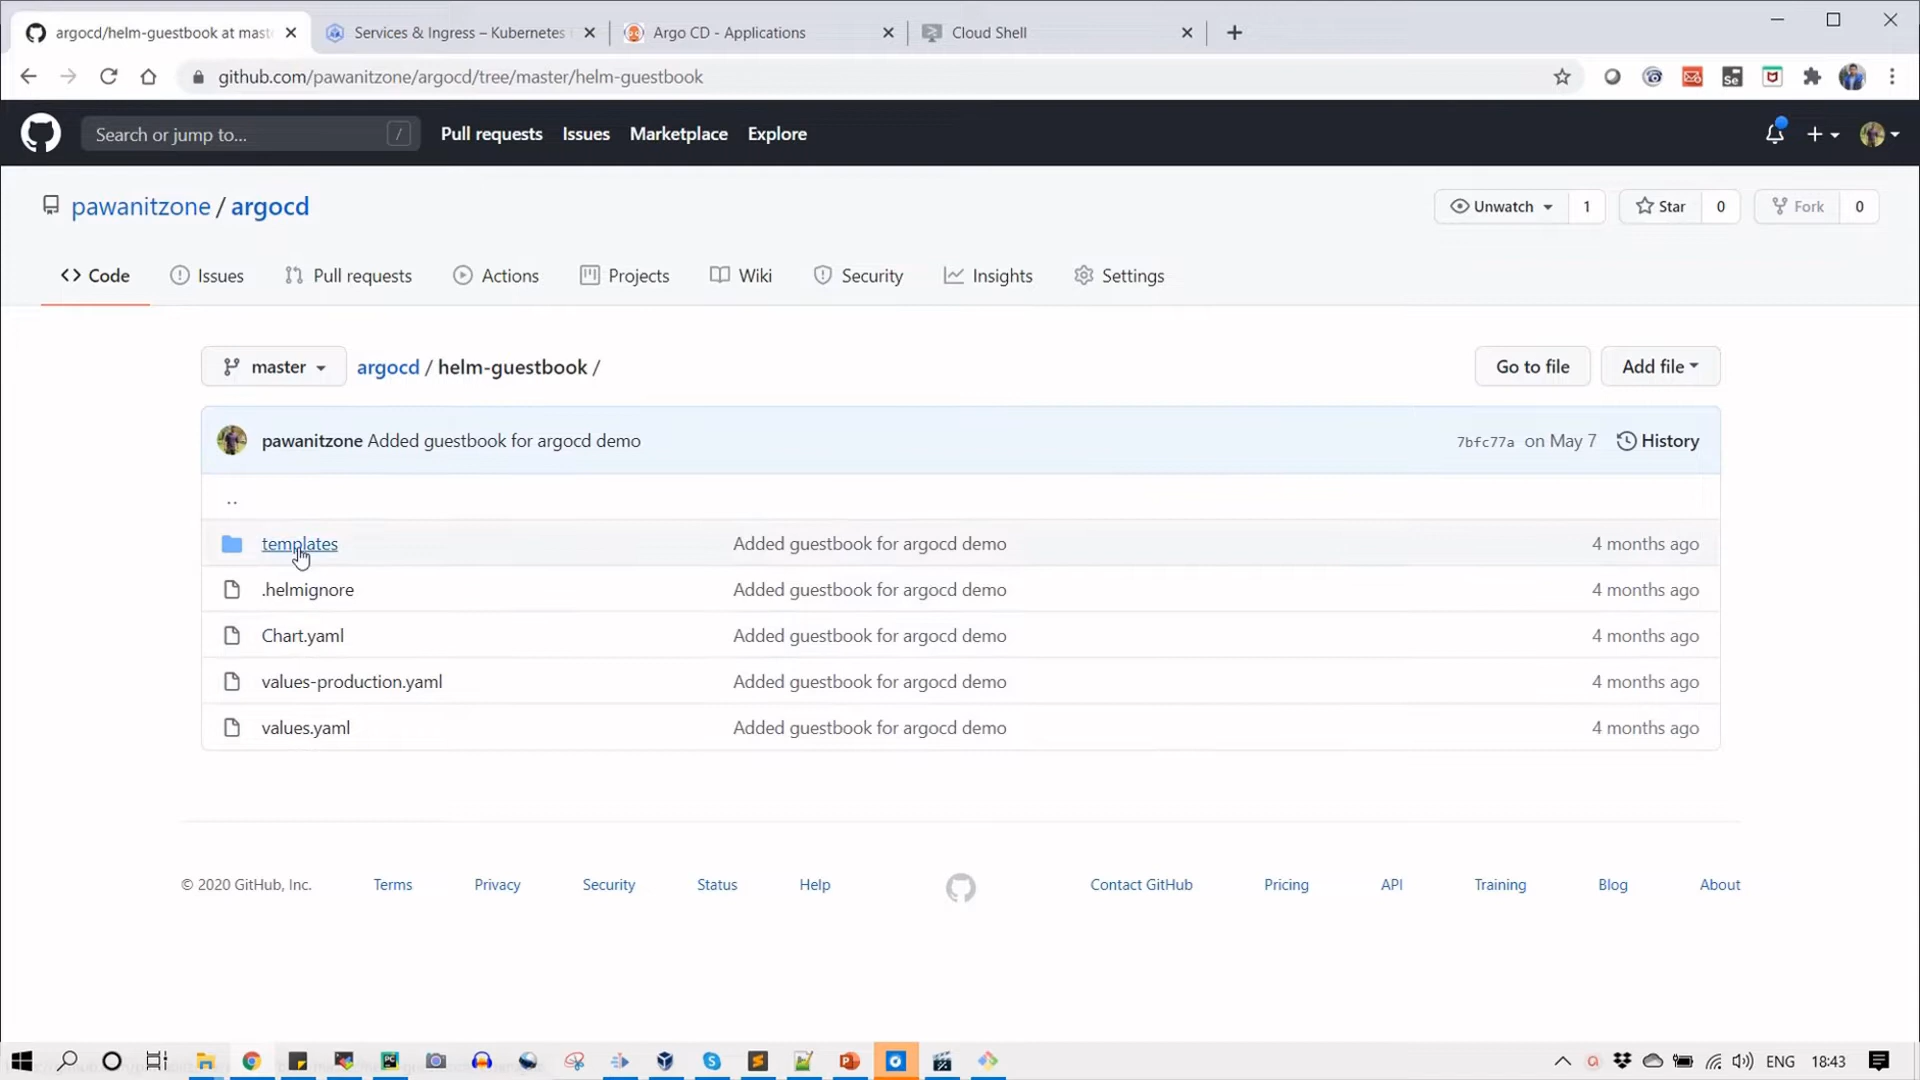 argocd/helm-guestbook at mast
Services & Ingress – Kubernetes
Argo CD - Applications
Cloud Shell
github.com/pawanitzone/argocd/tree/master/helm-guestbook
Se
Search or jump to...
/
Pull requests
Issues
Marketplace
Explore
pawanitzone / argocd
Unwatch
1
Star
0
Fork
0
Code
Issues
Pull requests
Actions
Projects
Wiki
Security
Insights
Settings
master
argocd / helm-guestbook /
Go to file
Add file
pawanitzone Added guestbook for argocd demo
7bfc77a on May 7
History
..
templates
Added guestbook for argocd demo
4 months ago
.helmignore
Added guestbook for argocd demo
4 months ago
Chart.yaml
Added guestbook for argocd demo
4 months ago
values-production.yaml
Added guestbook for argocd demo
4 months ago
values.yaml
Added guestbook for argocd demo
4 months ago
© 2020 GitHub, Inc.
Terms
Privacy
Security
Status
Help
Contact GitHub
Pricing
API
Training
Blog
About
ENG
18:43